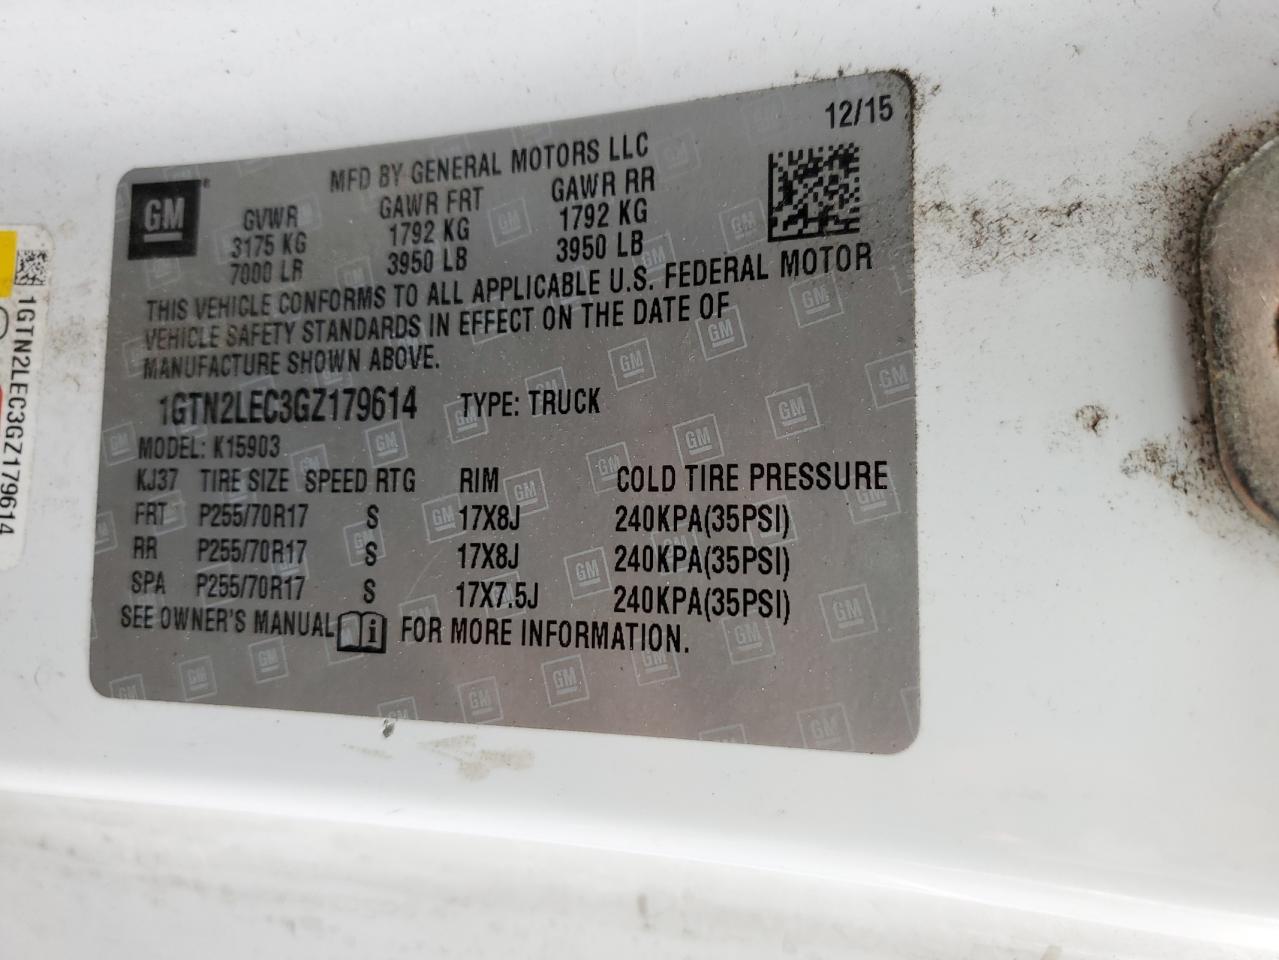 12/15
MFD BY GENERAL MOTORS LLC
GM
GVWR GAWR FRT GAWR RR
3175 KG 1792 KG 1792 KG
7000 LB 3950 LB 3950 LB
THIS VEHICLE CONFORMS TO ALL APPLICABLE U.S. FEDERAL MOTOR
VEHICLE SAFETY STANDARDS IN EFFECT ON THE DATE OF
MANUFACTURE SHOWN ABOVE.
1GTN2LEC3GZ179614 TYPE: TRUCK
MODEL: K15903
KJ37 TIRE SIZE SPEED RTG RIM COLD TIRE PRESSURE
FRT P255/70R17 S 17X8J 240KPA(35PSI)
RR P255/70R17 S 17X8J 240KPA(35PSI)
SPA P255/70R17 S 17X7.5J 240KPA(35PSI)
SEE OWNER'S MANUAL i FOR MORE INFORMATION.
1GTN2LEC3GZ179614